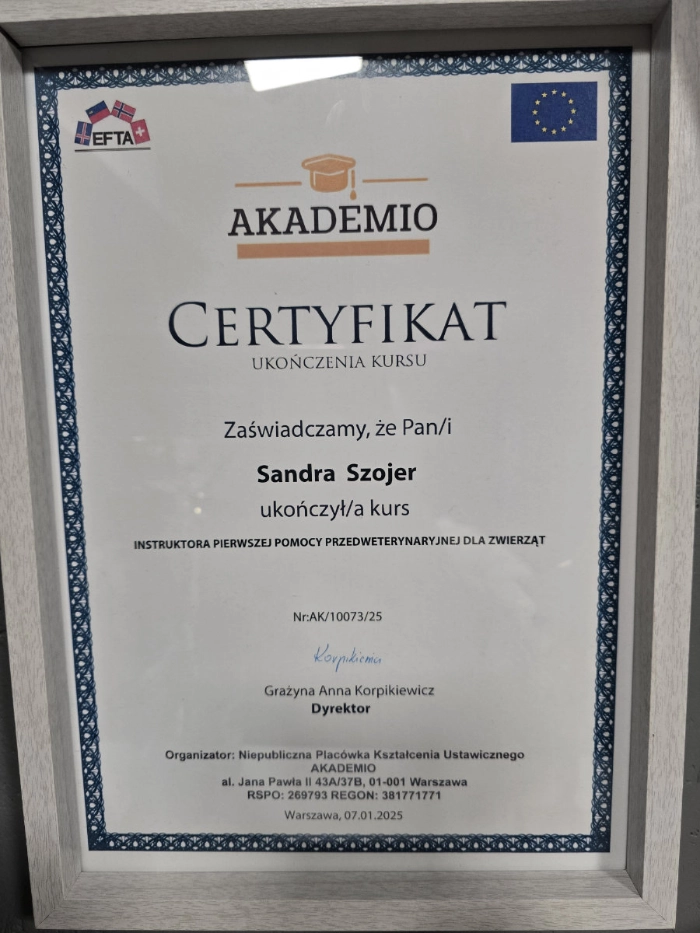 EFTA
AKADEMIO
CERTYFIKAT
UKOŃCZENIA KURSU
Zaświadczamy, że Pan/i
Sandra Szojer
ukończył/a kurs
INSTRUKTORA PIERWSZEJ POMOCY PRZEDWETERYNARYJNEJ DLA ZWIERZĄT
Nr:AK/10073/25
Grażyna Anna Korpikiewicz
Dyrektor
Organizator: Niepubliczna Placówka Kształcenia Ustawicznego
AKADEMIO
al. Jana Pawła II 43A/37B, 01-001 Warszawa
RSPO: 269793 REGON: 381771771
Warszawa, 07.01.2025